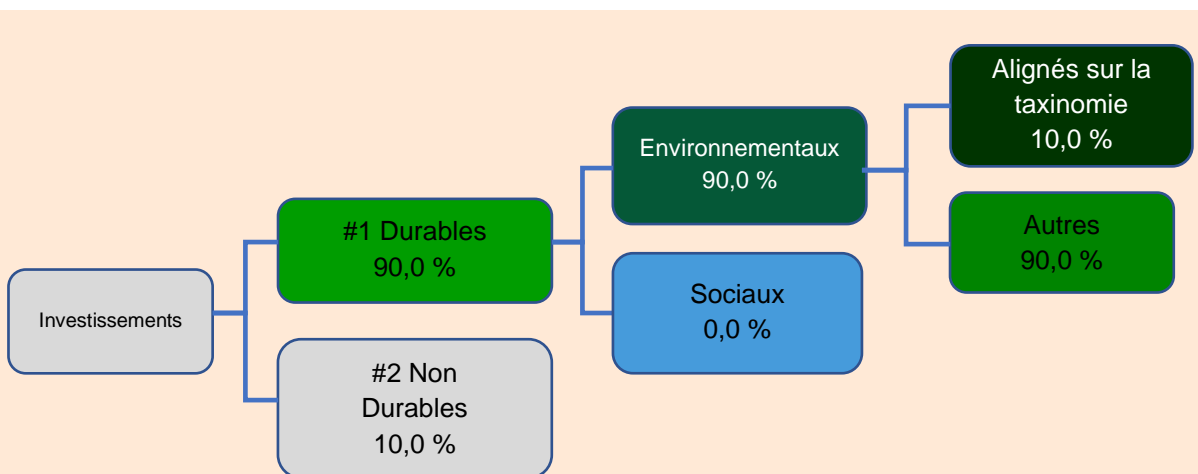 Investissements
#1 Durables
90,0 %
#2 Non
Durables
10,0 %
Environnementaux
90,0 %
Sociaux
0,0 %
Alignés sur la
taxinomie
10,0 %
Autres
90,0 %